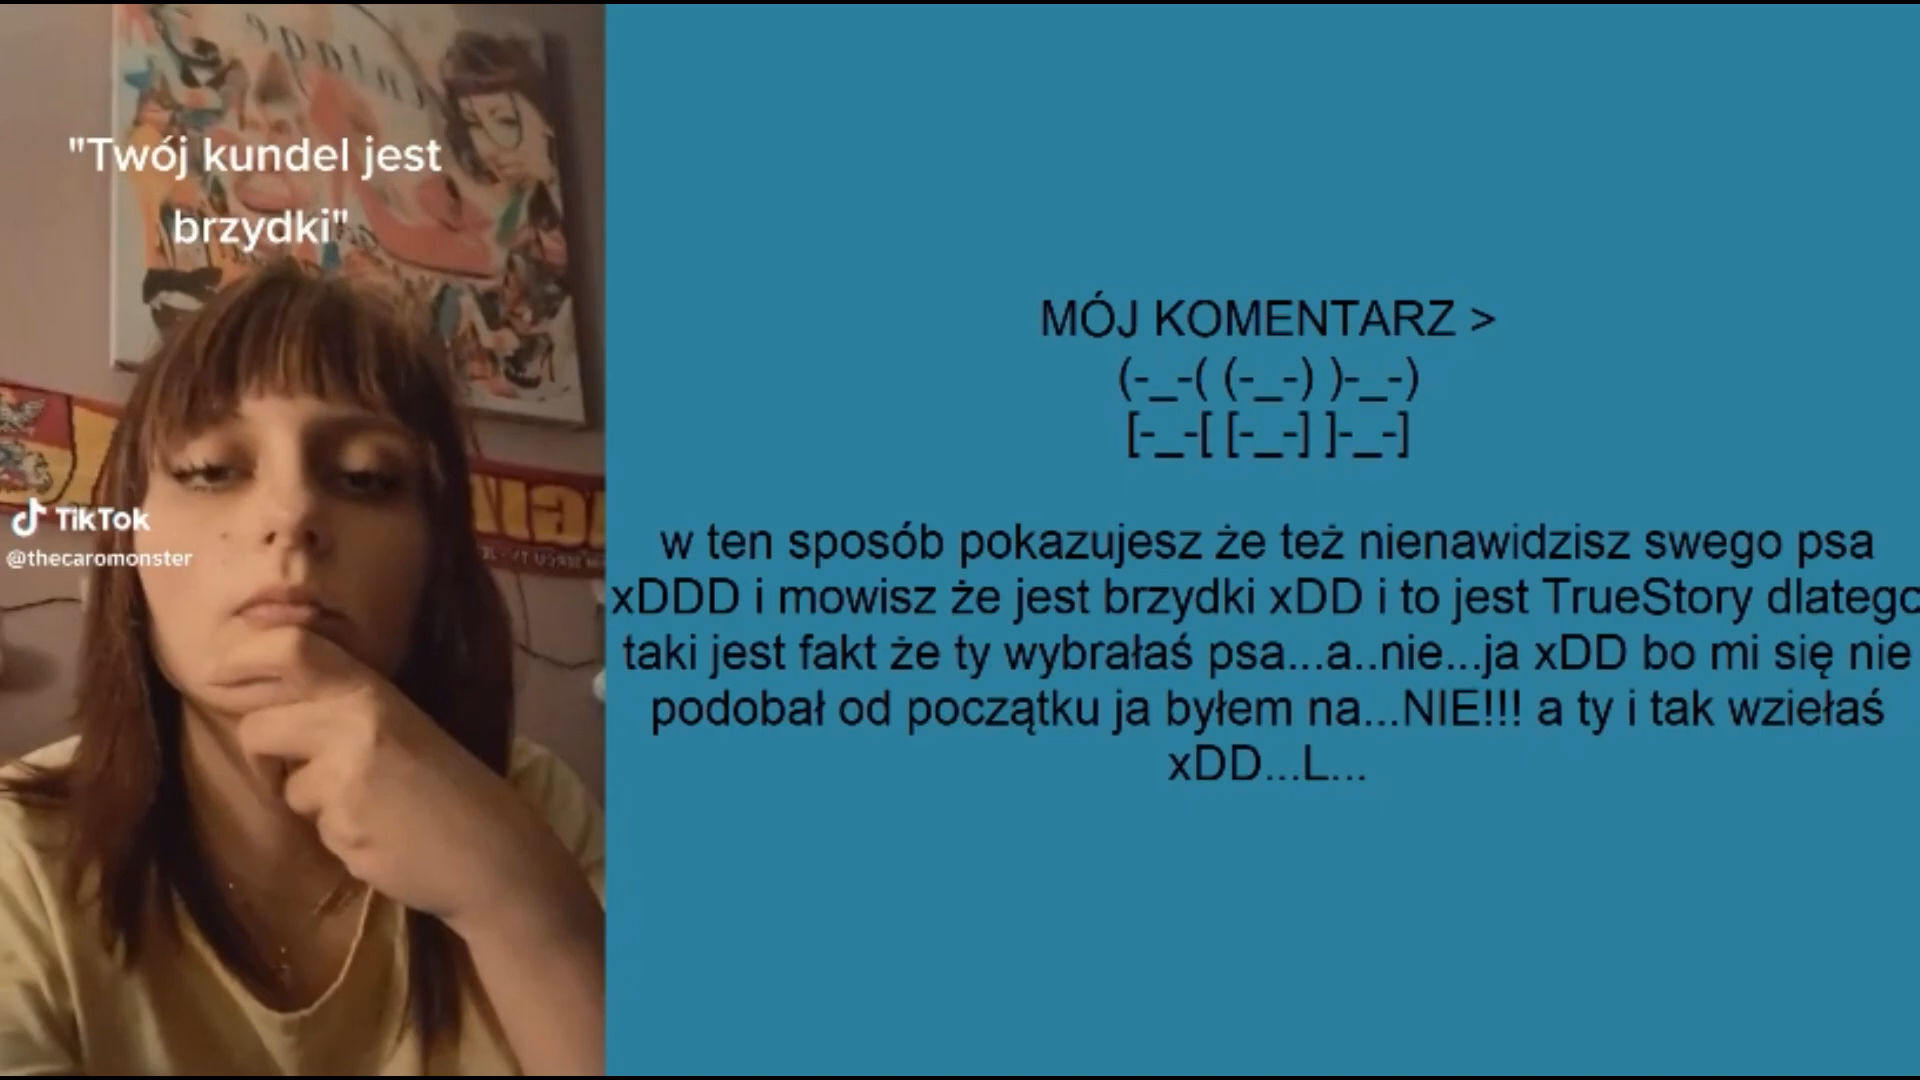 "Twój kundel jest
brzydki"
TikTok
@thecaromonster
MÓJ KOMENTARZ >
(-_-( (-_-) )-_-)
[-_-[ [-_-] ]-_-]
w ten sposób pokazujesz że też nienawidzisz swego psa
xDDD i mowisz że jest brzydki xDD i to jest TrueStory dlatego
taki jest fakt że ty wybrałaś psa...a..nie...ja xDD bo mi się nie
podobał od początku ja byłem na...NIE!!! a ty i tak wziełaś
xDD...L...